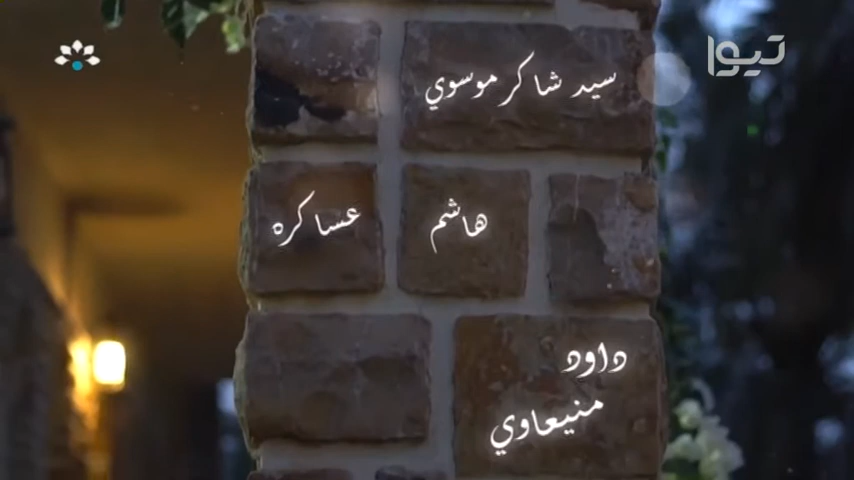 تیوا
سيد شاكر موسوي
هاشم عساكره
داود
منيعاوي